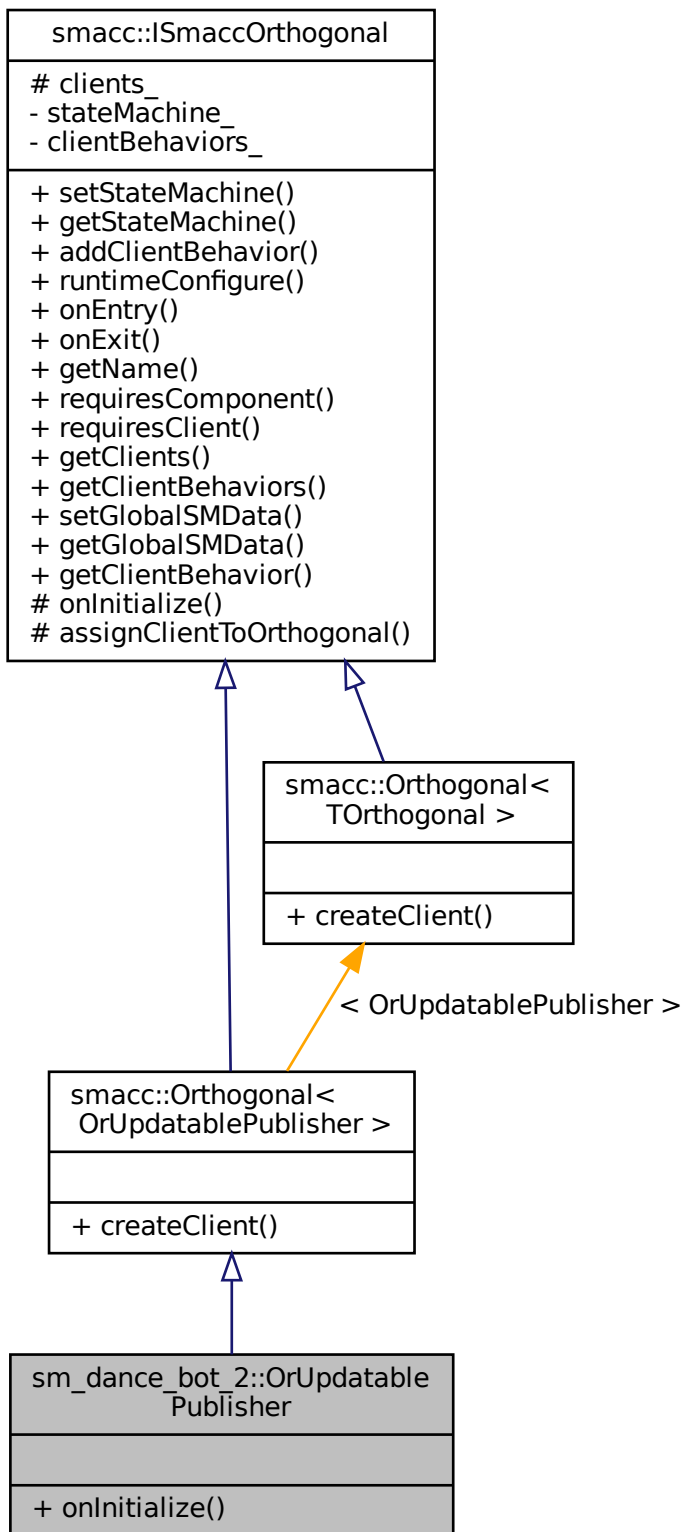 smacc::ISmaccOrthogonal
# clients_
- stateMachine_
- clientBehaviors_
+ setStateMachine()
+ getStateMachine()
+ addClientBehavior()
+ runtimeConfigure()
+ onEntry()
+ onExit()
+ getName()
+ requiresComponent()
+ requiresClient()
+ getClients()
+ getClientBehaviors()
+ setGlobalSMData()
+ getGlobalSMData()
+ getClientBehavior()
# onInitialize()
# assignClientToOrthogonal()
smacc::Orthogonal<
TOrthogonal >
+ createClient()
< OrUpdatablePublisher >
smacc::Orthogonal<
OrUpdatablePublisher >
+ createClient()
sm_dance_bot_2::OrUpdatable
Publisher
+ onInitialize()